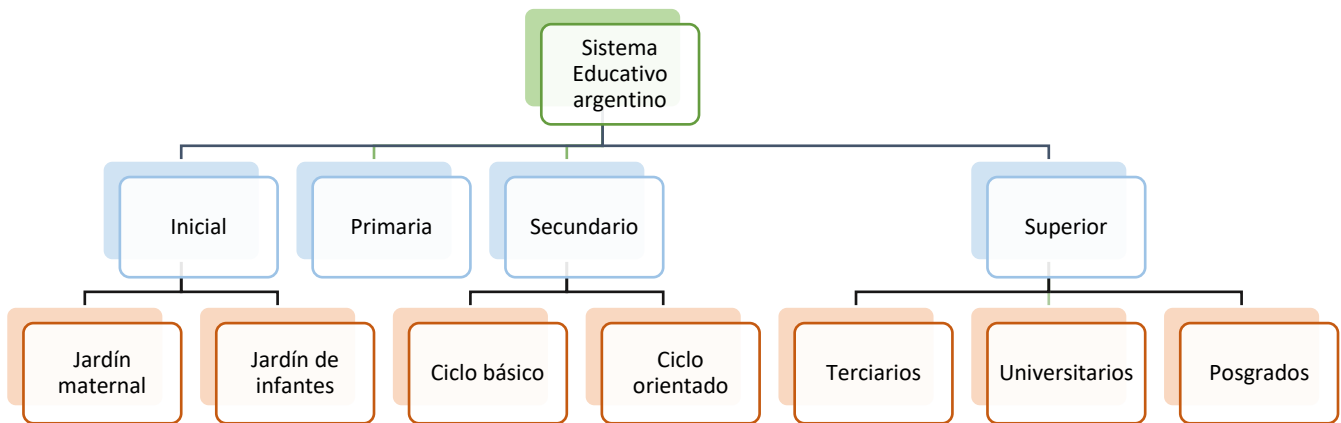 Sistema
Educativo
argentino
Inicial
Primaria
Secundario
Superior
Jardín
maternal
Jardín de
infantes
Ciclo básico
Ciclo
orientado
Terciarios
Universitarios
Posgrados